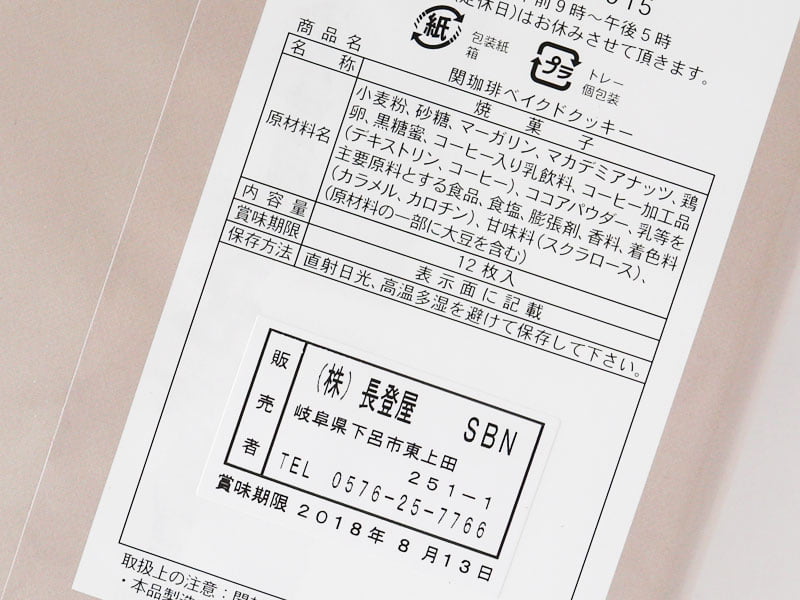 015
前9時〜午後5時
(定休日)はお休みさせて頂きます。
紙 包装紙
箱
プラ トレー
個包装
商品名 関珈琲ベイクドクッキー
名称 焼菓子
原材料名 小麦粉、砂糖、マーガリン、マカデミアナッツ、鶏
卵、黒糖蜜、コーヒー入り乳飲料、コーヒー加工品
(デキストリン、コーヒー)、ココアパウダー、乳等を
主要原料とする食品、食塩、膨張剤、香料、着色料
(カラメル、カロチン)、甘味料(スクラロース)、
(原材料の一部に大豆を含む)
内容量 12枚入
賞味期限 表示面に記載
保存方法 直射日光、高温多湿を避けて保存して下さい。
販売者 (株)長登屋 SBN
岐阜県下呂市東上田
251-1
TEL 0576-25-7766
賞味期限 2018年 8月13日
取扱上の注意:開
・本品製造